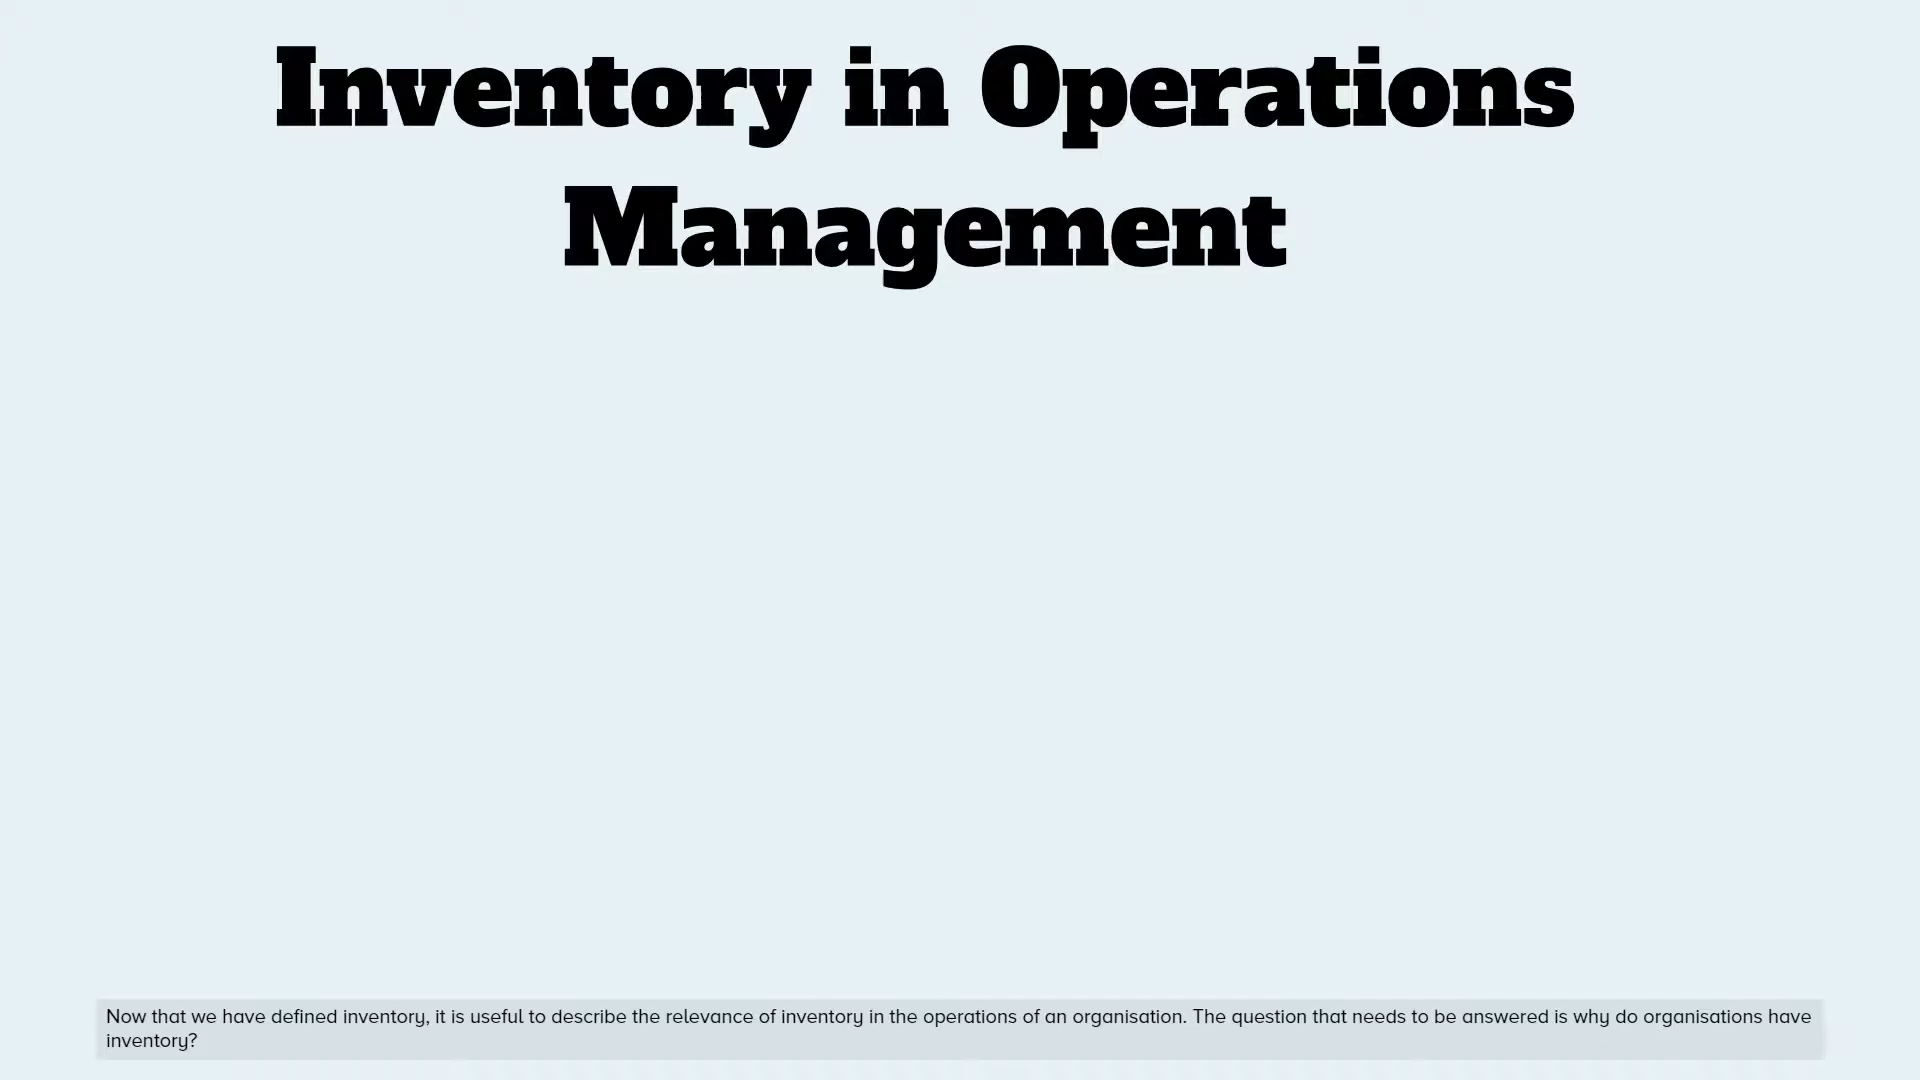 Inventory in Operations
Management
Now that we have defined inventory, it is useful to describe the relevance of inventory in the operations of an organisation. The question that needs to be answered is why do organisations have
inventory?